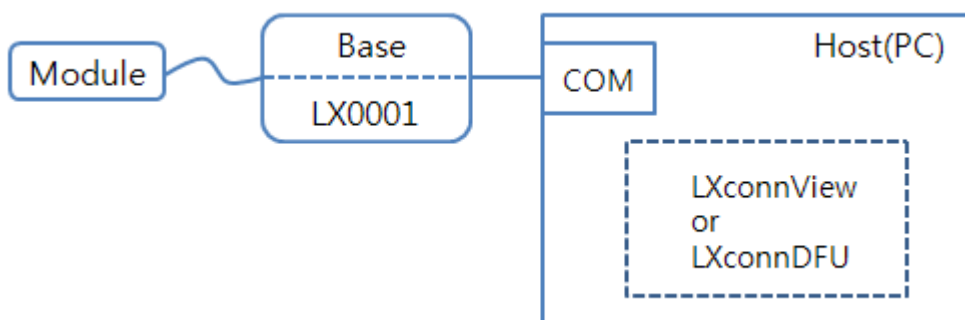 Module
Base
LX0001
COM
Host(PC)
LXconnView
or
LXconnDFU